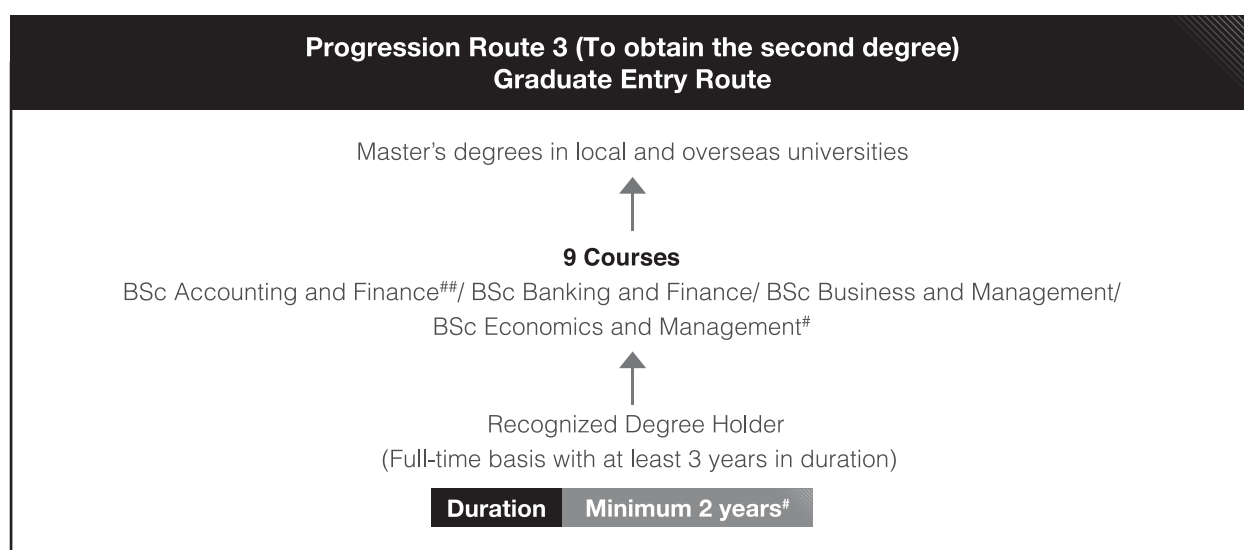 Progression Route 3 (To obtain the second degree)
Graduate Entry Route
Master's degrees in local and overseas universities
9 Courses
BSc Accounting and Finance##/ BSc Banking and Finance/ BSc Business and Management/
BSc Economics and Management#
Recognized Degree Holder
(Full-time basis with at least 3 years in duration)
Duration Minimum 2 years#